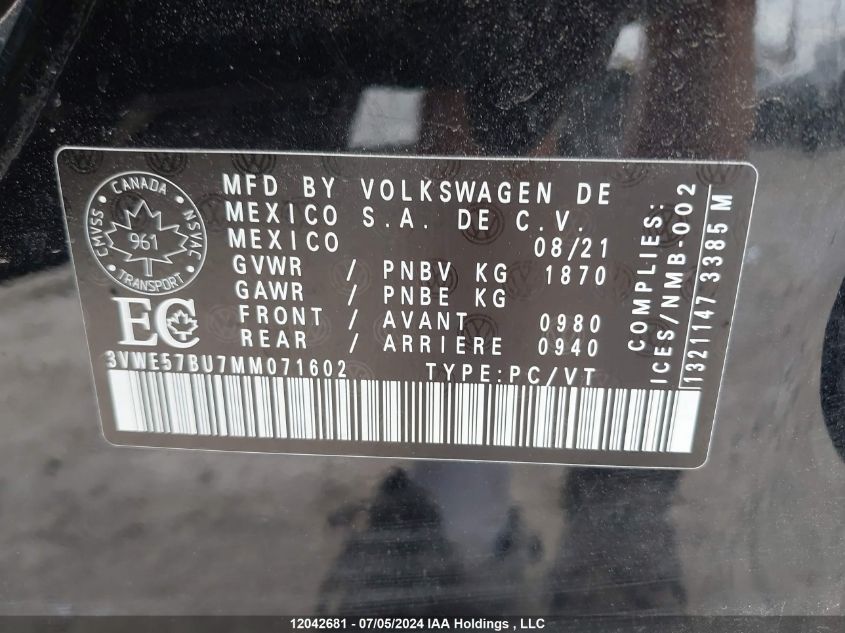 CANADA
CMVSS
NSVAC
961
TRANSPORT
EC
MFD BY VOLKSWAGEN DE
MEXICO S.A. DE C.V.
MEXICO 08/21
GVWR / PNBV KG 1870
GAWR / PNBE KG
FRONT / AVANT 0980
REAR / ARRIERE 0940
3VWE57BU7MM071602 TYPE:PC/VT
COMPLIES:
ICES/NMB-002
1321147 3385 M
12042681 - 07/05/2024 IAA Holdings , LLC